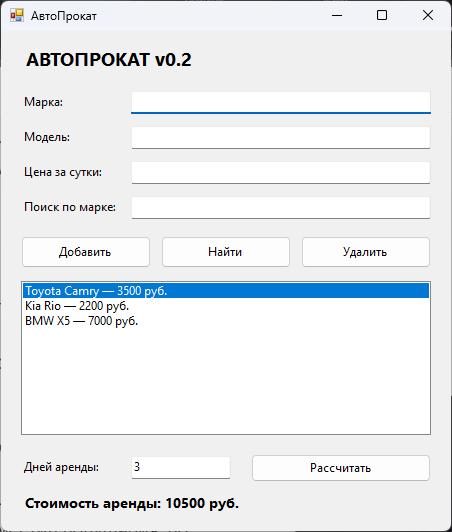 АвтоПрокат
АВТОПРОКАТ v0.2
Марка:
Модель:
Цена за сутки:
Поиск по марке:
Добавить Найти Удалить
Toyota Camry — 3500 руб.
Kia Rio — 2200 руб.
BMW X5 — 7000 руб.
Дней аренды: 3 Рассчитать
Стоимость аренды: 10500 руб.